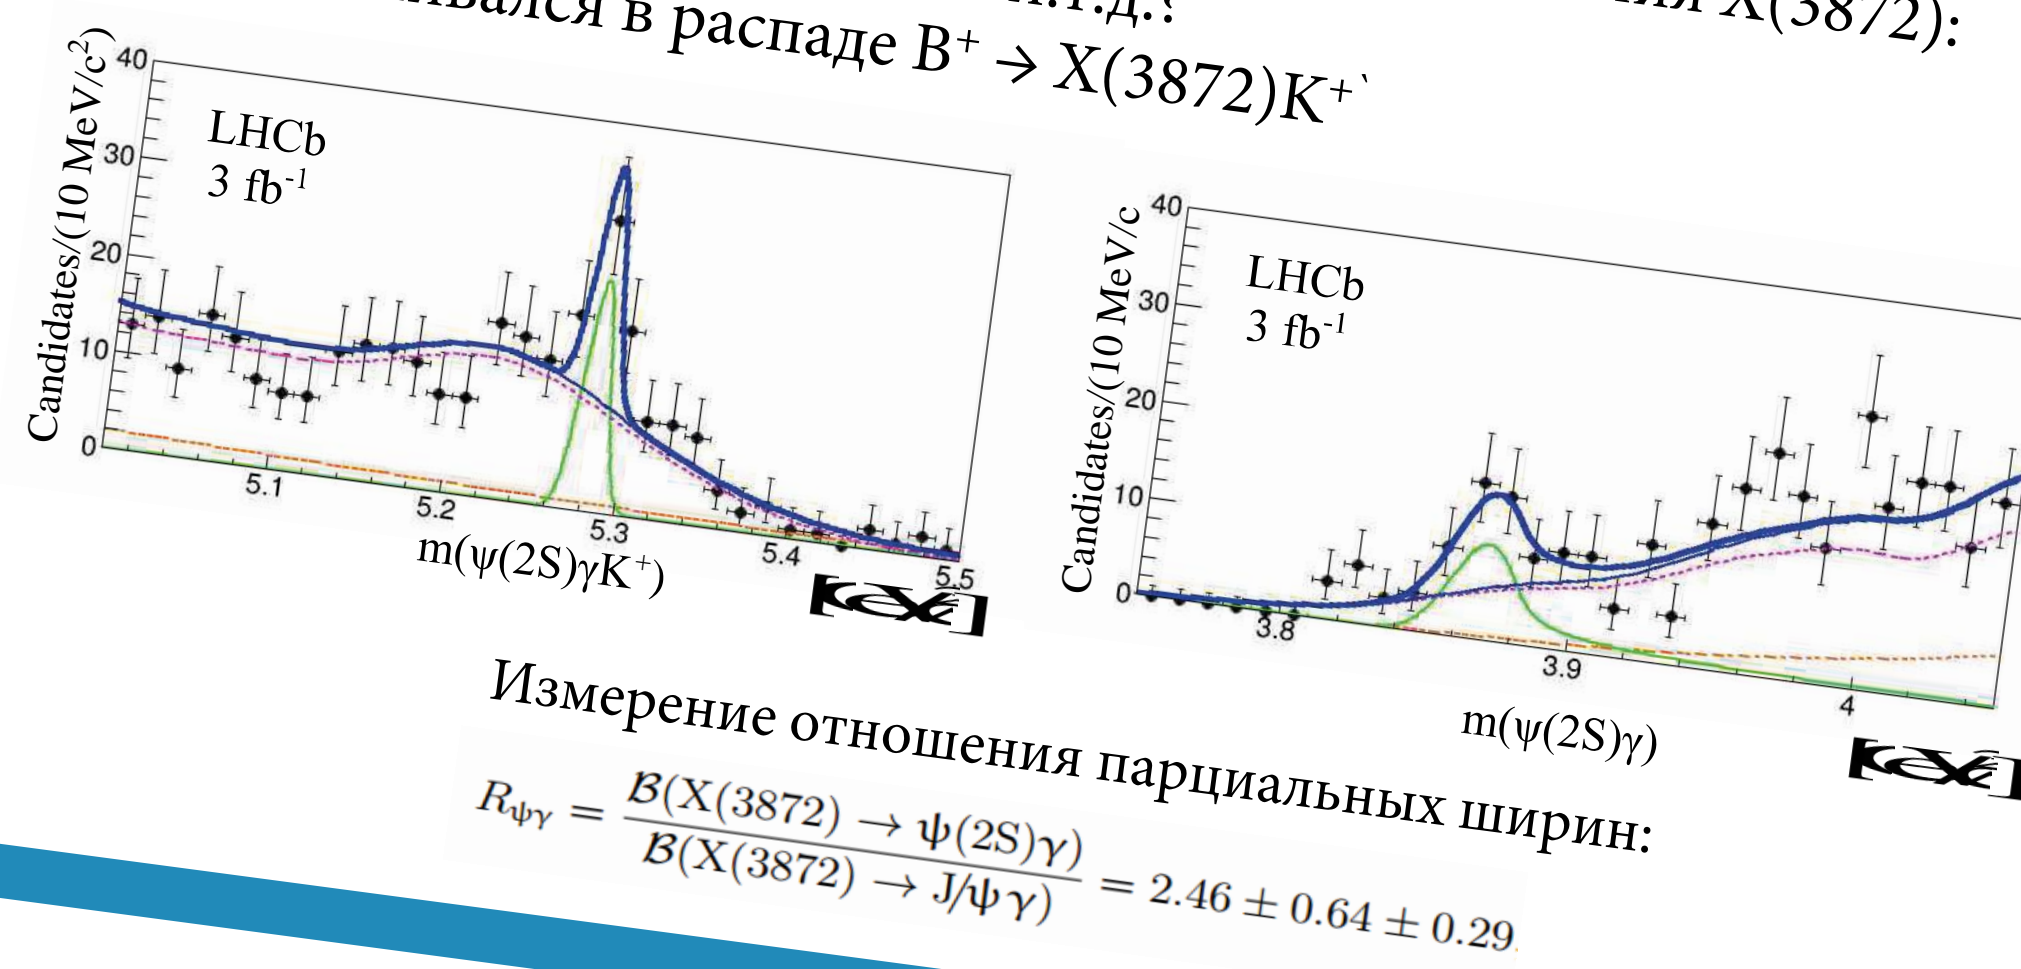 и.т.д.
X(3872):
в распаде B⁺ → X(3872)K⁺`
Candidates/(10 MeV/c²)
40
30
20
10
0
LHCb
3 fb⁻¹
5.1
5.2
5.3
5.4
5.5
m(ψ(2S)γK⁺)
Candidates/(10 MeV/c
40
30
20
10
0
LHCb
3 fb⁻¹
3.8
3.9
4
m(ψ(2S)γ)
Измерение отношения парциальных ширин:
R_ψγ = B(X(3872) → ψ(2S)γ) / B(X(3872) → J/ψ γ) = 2.46 ± 0.64 ± 0.29